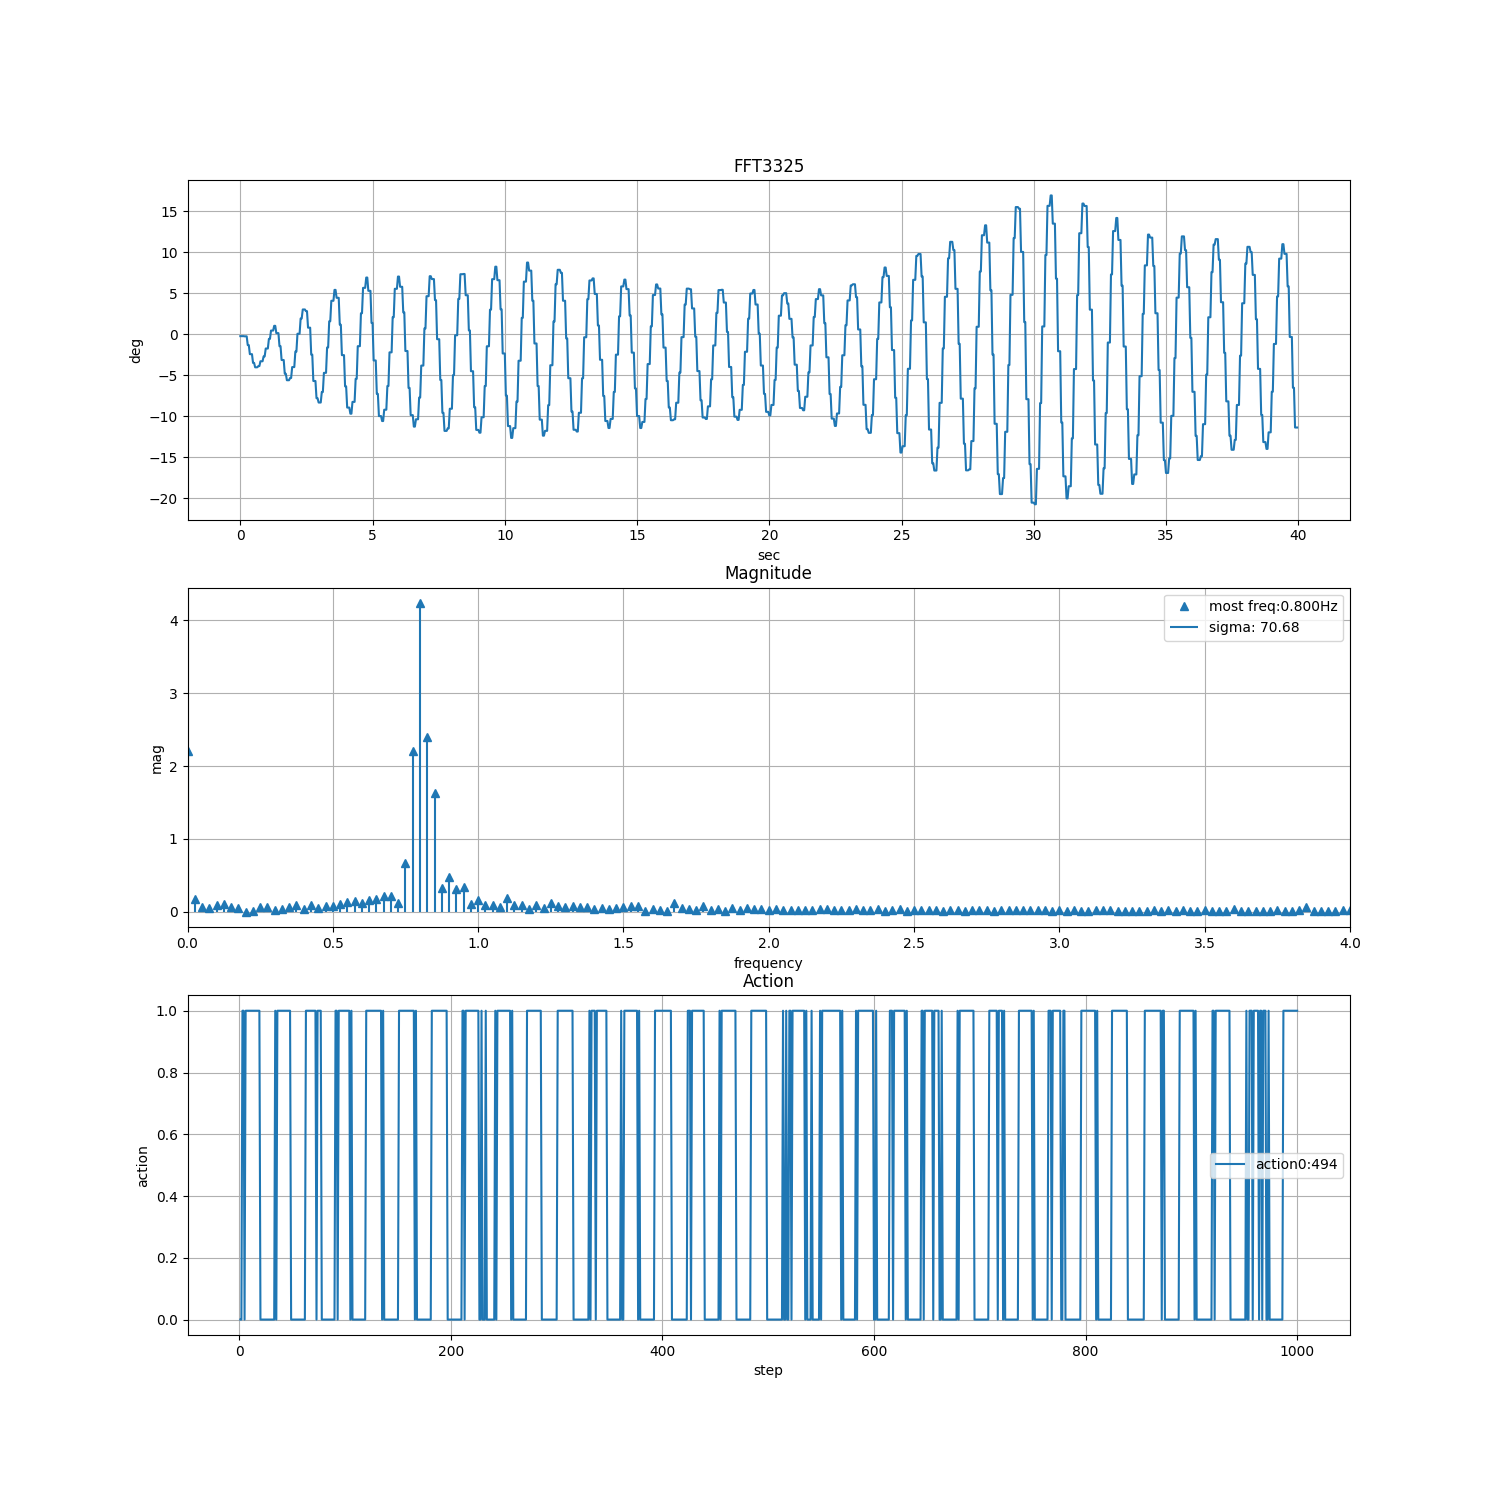 FFT3325
15
10
5
0
−5
−10
−15
−20
deg
0 5 10 15 20 25 30 35 40
sec
Magnitude
most freq:0.800Hz
sigma: 70.68
4
3
2
1
0
mag
0.0 0.5 1.0 1.5 2.0 2.5 3.0 3.5 4.0
frequency
Action
1.0
0.8
0.6
0.4
0.2
0.0
action
action0:494
0 200 400 600 800 1000
step